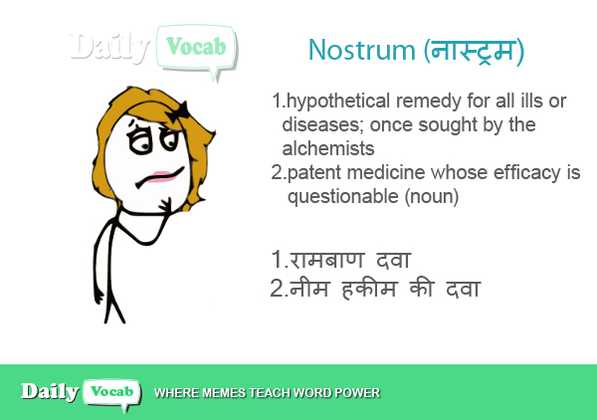 Daily Vocab
Nostrum (नास्ट्रम)
1.hypothetical remedy for all ills or
diseases; once sought by the
alchemists
2.patent medicine whose efficacy is
questionable (noun)
1.रामबाण दवा
2.नीम हकीम की दवा
Daily Vocab WHERE MEMES TEACH WORD POWER